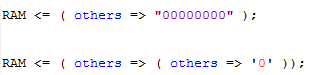 RAM <= ( others => "00000000" );
RAM <= ( others => ( others => '0' ));